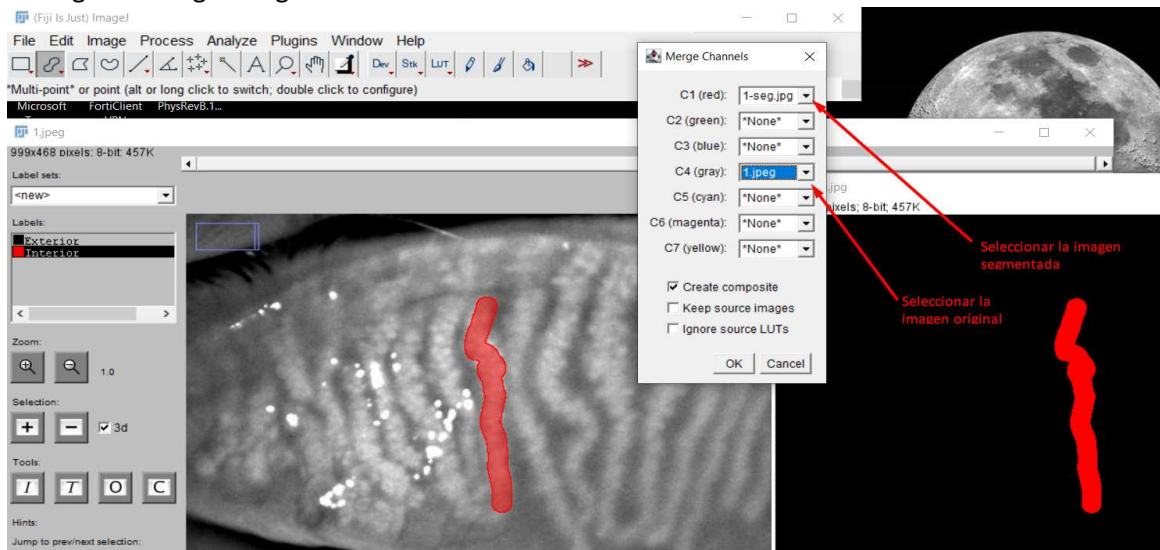 (Fiji Is Just) ImageJ
File Edit Image Process Analyze Plugins Window Help
Dev Stk LUT
*Multi-point* or point (alt or long click to switch; double click to configure)
Microsoft FortiClient PhysRevB.1...
1.jpeg
999x468 pixels; 8-bit; 457K
Label sets:
<new>
Labels:
Exterior
Interior
Zoom:
1.0
Selection:
3d
Tools:
I T O C
Hints:
Jump to prev/next selection:
Merge Channels
C1 (red): 1-seg.jpg
C2 (green): *None*
C3 (blue): *None*
C4 (gray): 1.jpeg
C5 (cyan): *None*
C6 (magenta): *None*
C7 (yellow): *None*
Create composite
Keep source images
Ignore source LUTs
OK Cancel
.jpg
pixels; 8-bit; 457K
Seleccionar la imagen
segmentada
Seleccionar la
imagen original